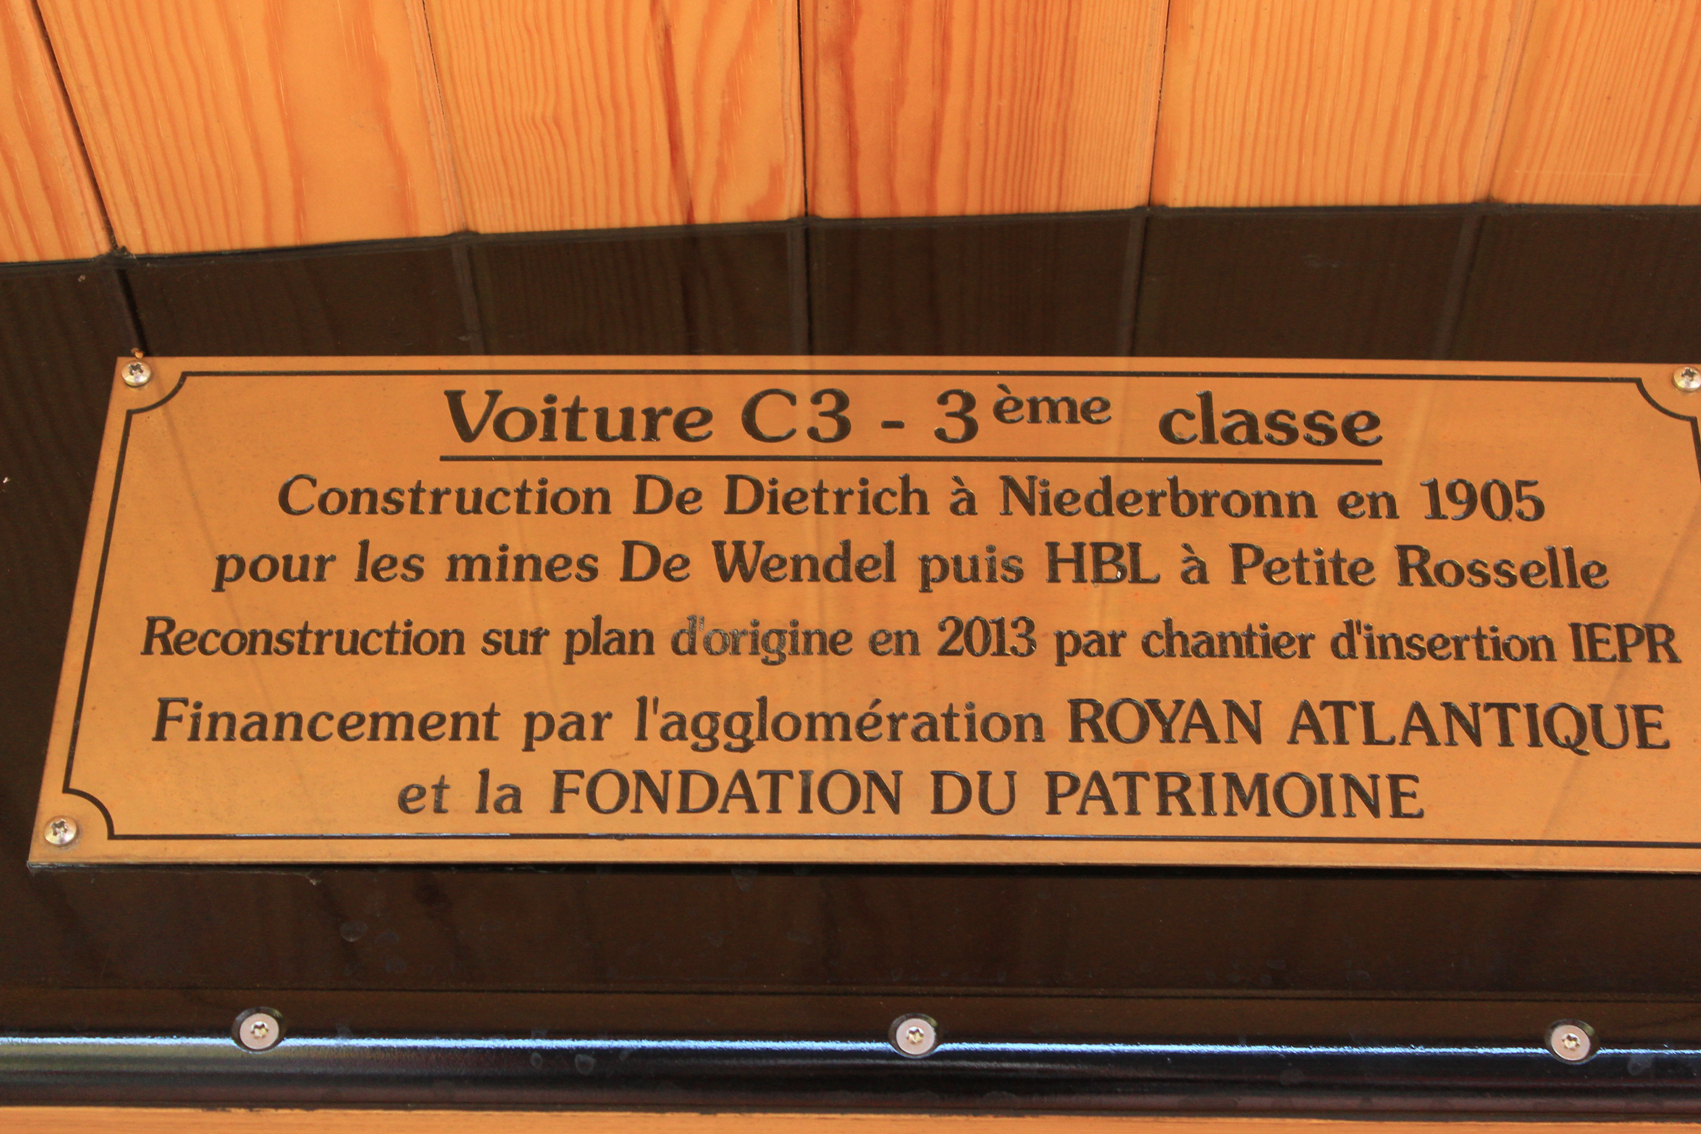 Voiture C3 - 3ème classe
Construction De Dietrich à Niederbronn en 1905
pour les mines De Wendel puis HBL à Petite Rosselle
Reconstruction sur plan d'origine en 2013 par chantier d'insertion IEPR
Financement par l'agglomération ROYAN ATLANTIQUE
et la FONDATION DU PATRIMOINE